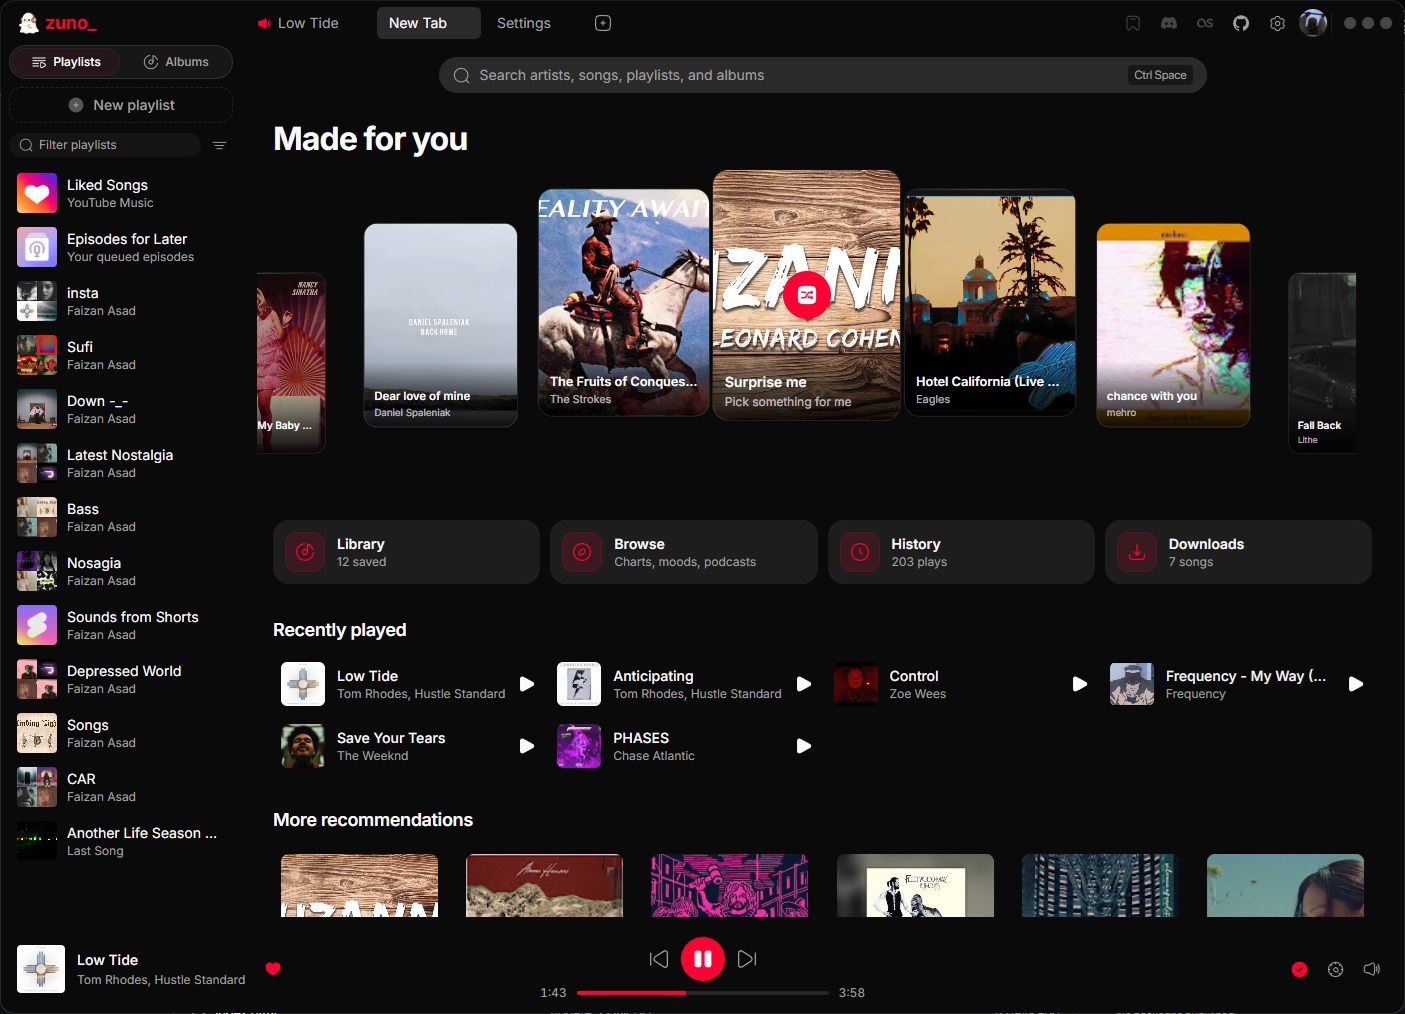 zuno_
Low Tide
New Tab
Settings
Playlists
Albums
New playlist
Filter playlists
Liked Songs
YouTube Music
Episodes for Later
Your queued episodes
insta
Faizan Asad
Sufi
Faizan Asad
Down -_-
Faizan Asad
Latest Nostalgia
Faizan Asad
Bass
Faizan Asad
Nosagia
Faizan Asad
Sounds from Shorts
Faizan Asad
Depressed World
Faizan Asad
Songs
Faizan Asad
CAR
Faizan Asad
Another Life Season ...
Last Song
Search artists, songs, playlists, and albums
Ctrl Space
Made for you
NANCY
SINATRA
My Baby ...
DANIEL SPALENIAK
BACK HOME
Dear love of mine
Daniel Spaleniak
EALITY AWAIT
The Fruits of Conques...
The Strokes
UZANN
LEONARD COHEN
Surprise me
Pick something for me
Hotel California (Live ...
Eagles
mehro
chance with you
mehro
Fall Back
Lithe
Library
12 saved
Browse
Charts, moods, podcasts
History
203 plays
Downloads
7 songs
Recently played
Low Tide
Tom Rhodes, Hustle Standard
Anticipating
Tom Rhodes, Hustle Standard
Control
Zoe Wees
Frequency - My Way (...
Frequency
Save Your Tears
The Weeknd
PHASES
Chase Atlantic
More recommendations
UZANN
FLEETWOOD MAC
RUMOURS
Low Tide
Tom Rhodes, Hustle Standard
1:43
3:58